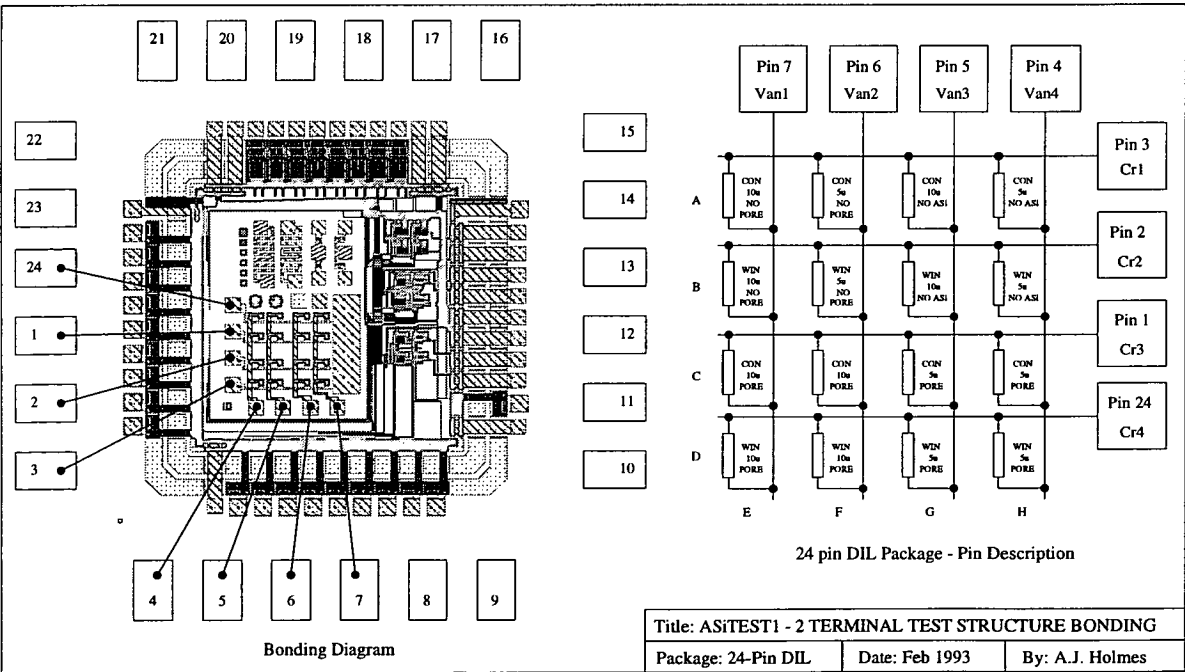 21 20 19 18 17 16
22
23
24
1
2
3
15
14
13
12
11
10
4 5 6 7 8 9
Bonding Diagram
Pin 7 Van1
Pin 6 Van2
Pin 5 Van3
Pin 4 Van4
Pin 3 Cr1
Pin 2 Cr2
Pin 1 Cr3
Pin 24 Cr4
A
CON 10u NO PORE
CON 5u NO PORE
CON 10u NO ASi
CON 5u NO ASi
B
WIN 10u NO PORE
WIN 5u NO PORE
WIN 10u NO ASi
WIN 5u NO ASi
C
CON 10u PORE
CON 10u PORE
CON 5u PORE
CON 5u PORE
D
WIN 10u PORE
WIN 10u PORE
WIN 5u PORE
WIN 5u PORE
E F G H
24 pin DIL Package - Pin Description
Title: ASiTEST1 - 2 TERMINAL TEST STRUCTURE BONDING
Package: 24-Pin DIL
Date: Feb 1993
By: A.J. Holmes